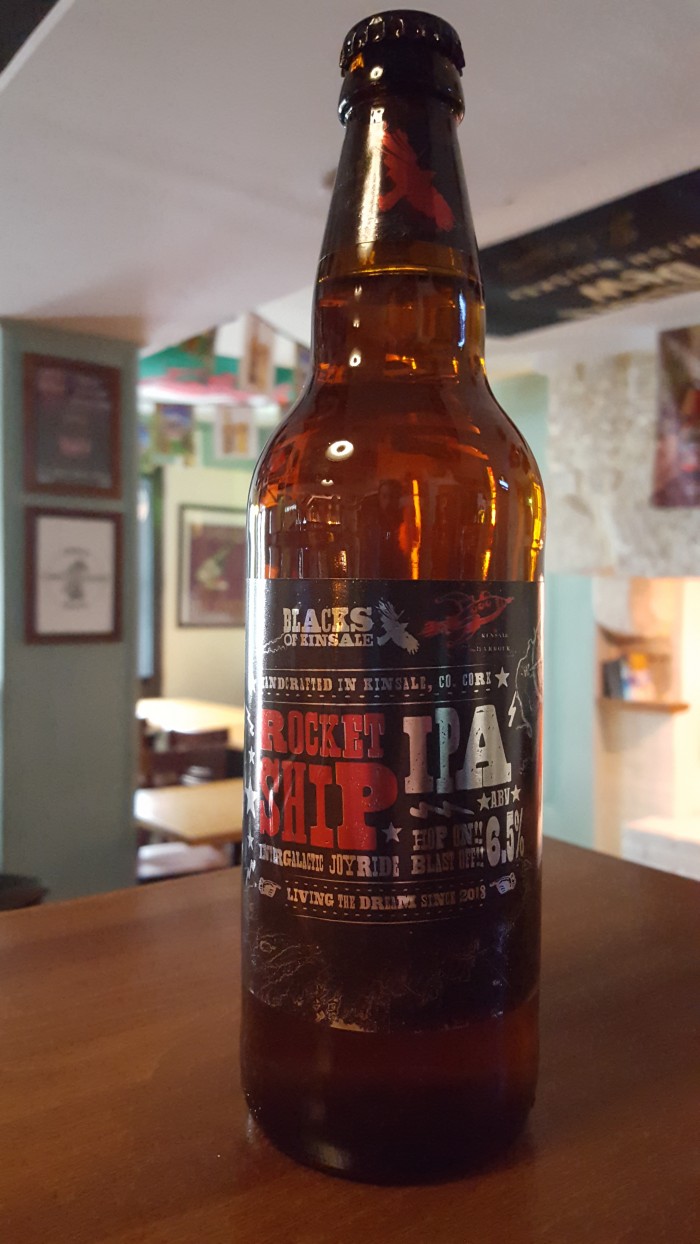 BLACKS
OF KINSALE
KINSALE
HANDCRAFTED IN KINSALE, CO. CORK
ROCKET
SHIP
IPA
ABV
6.5%
HOP ON!!
BLAST OFF!!
INTERGALACTIC JOYRIDE
LIVING THE DREAM SINCE 2013